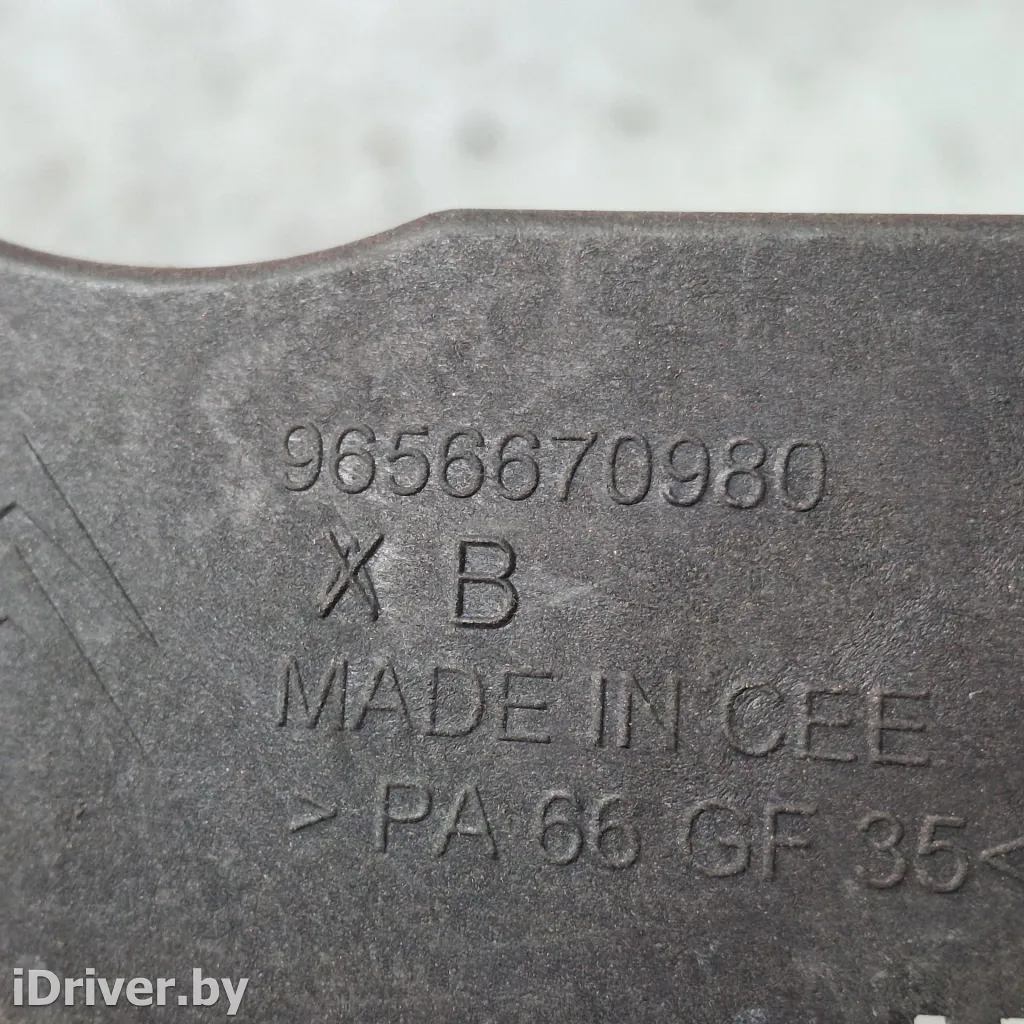 9656670980
X B
MADE IN CEE
> PA 66 GF 35<
iDriver.by